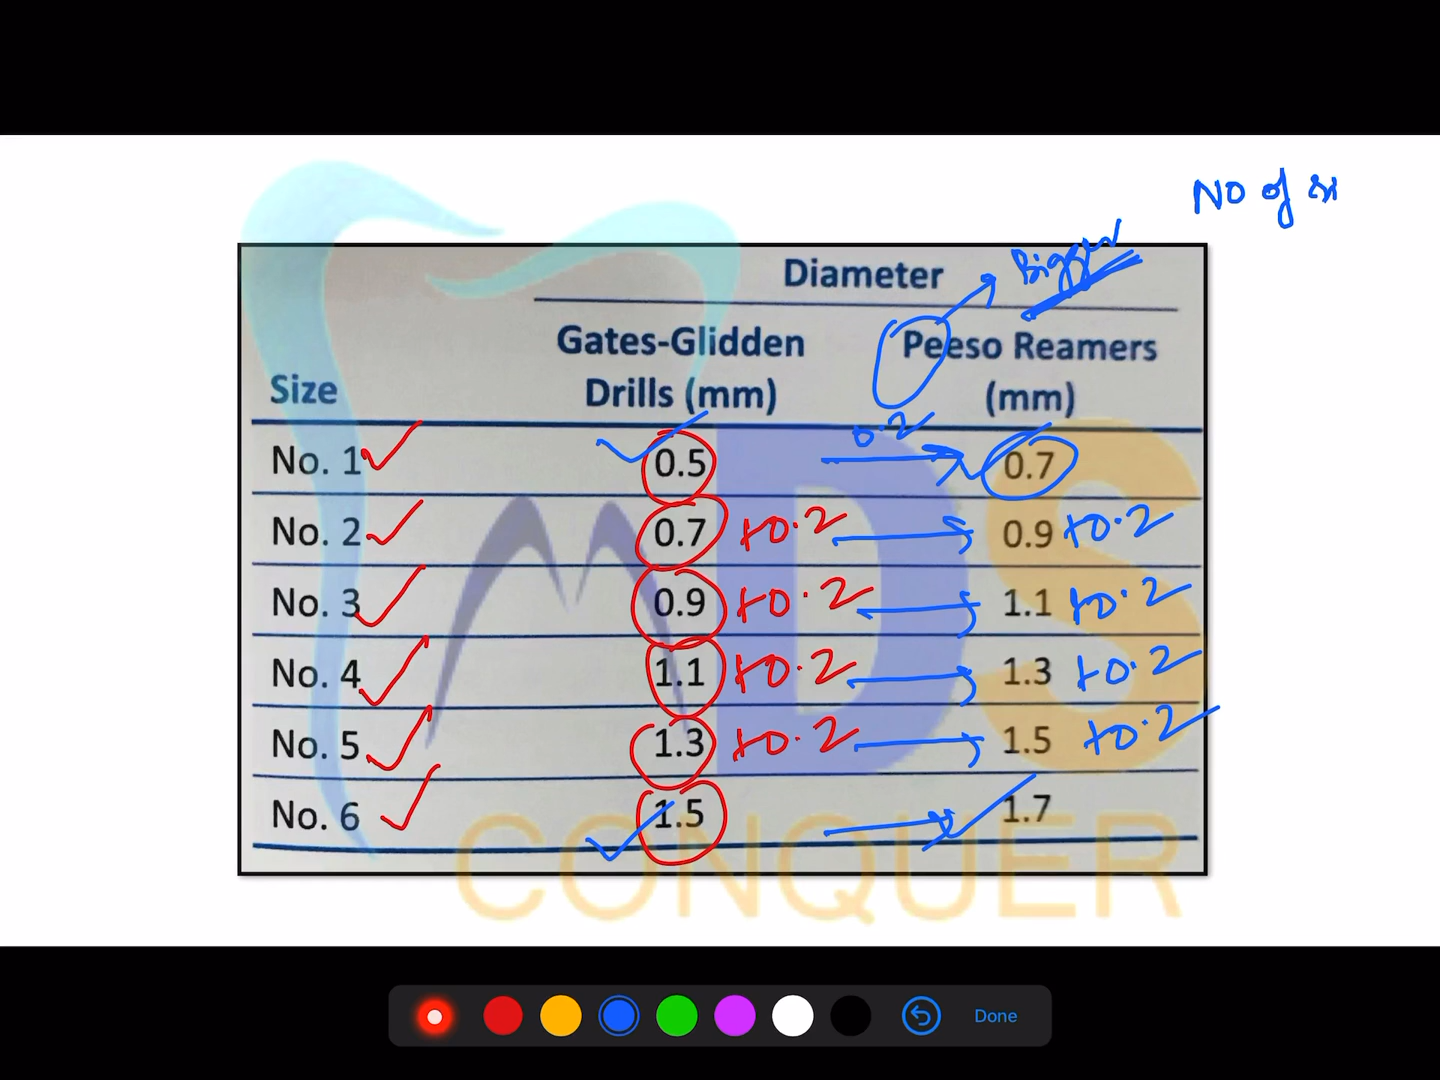 NO of
Bigger
Diameter
Size Gates-Glidden Drills (mm) Peeso Reamers (mm)
No. 1 0.5 0.2 0.7
No. 2 0.7 +0.2 0.9 +0.2
No. 3 0.9 +0.2 1.1 +0.2
No. 4 1.1 +0.2 1.3 +0.2
No. 5 1.3 +0.2 1.5 +0.2
No. 6 1.5 1.7
MDS
CONQUER
Done